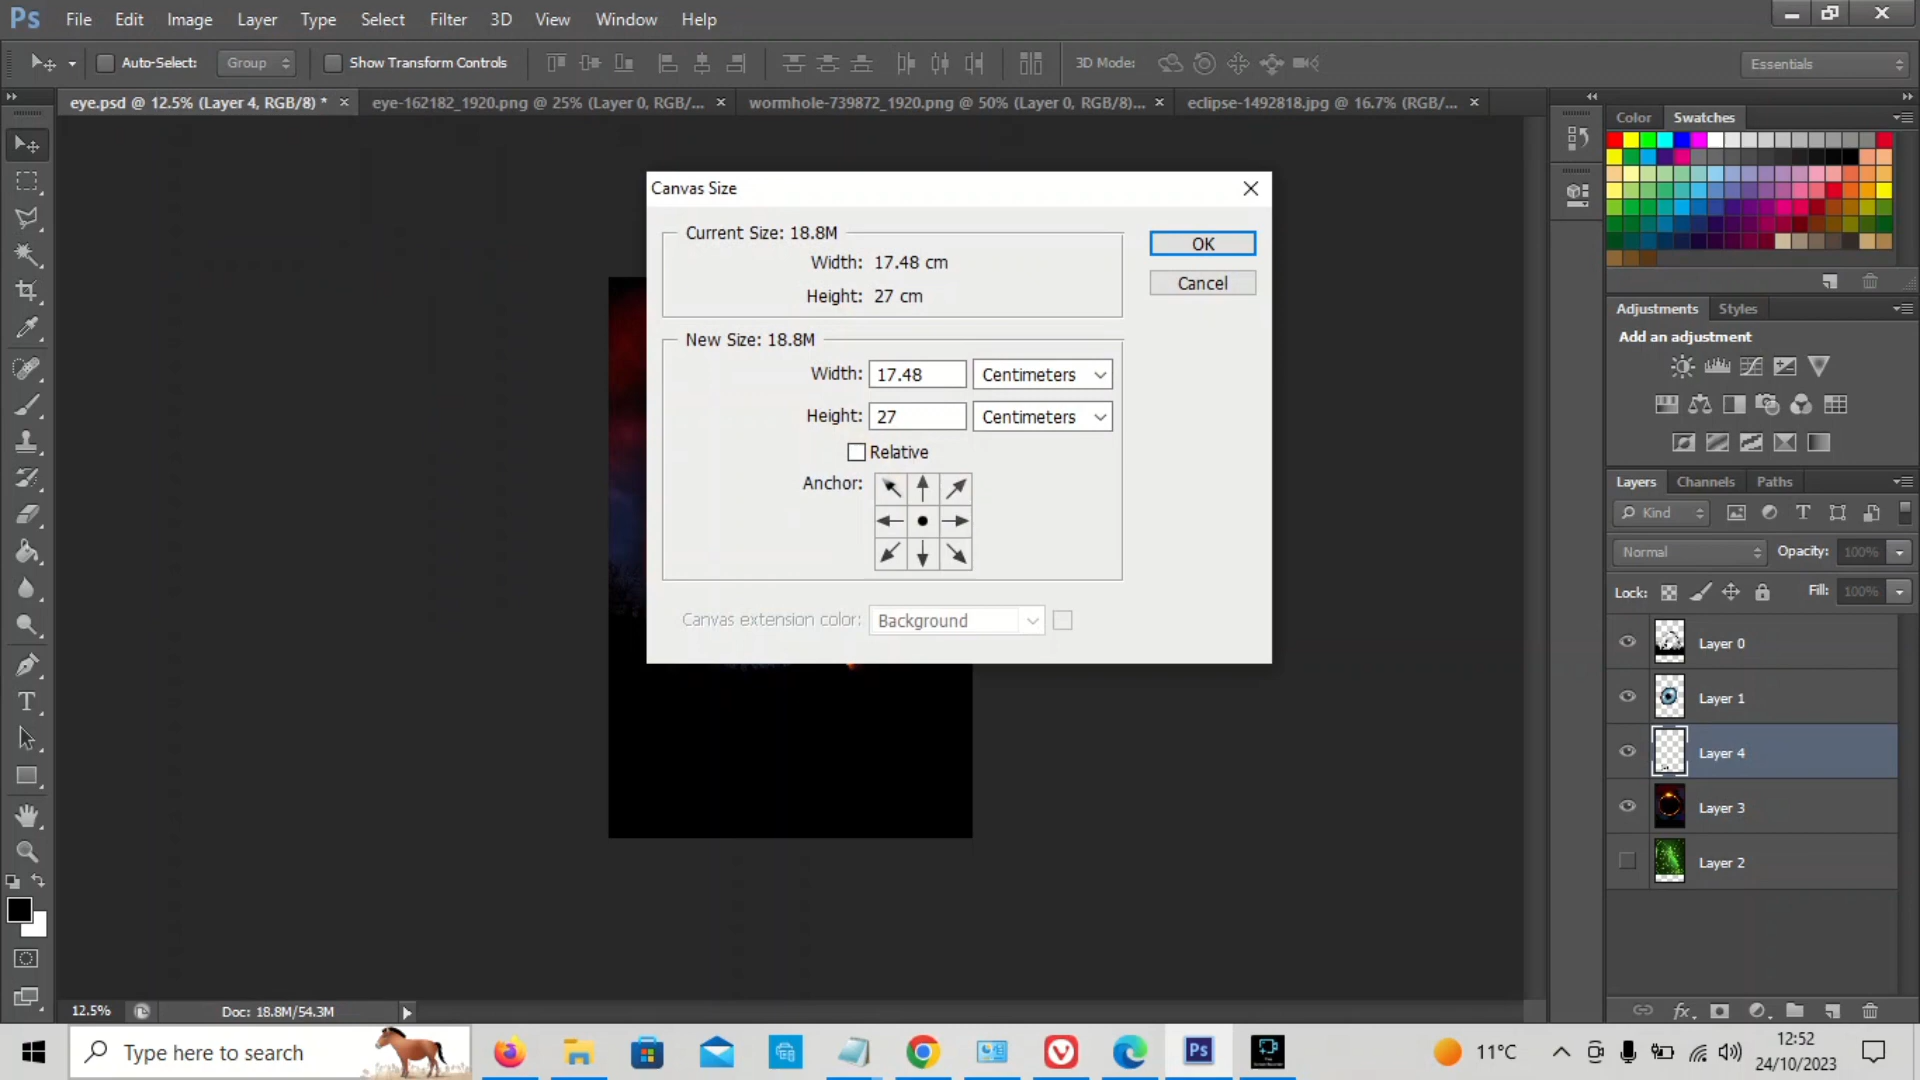 Ps File Edit Image Layer Type Select Filter 3D View Window Help
Auto-Select: Group Show Transform Controls 3D Mode: Essentials
eye.psd @ 12.5% (Layer 4, RGB/8) * × eye-162182_1920.png @ 25% (Layer 0, RGB/... × wormhole-739872_1920.png @ 50% (Layer 0, RGB/8)... × eclipse-1492818.jpg @ 16.7% (RGB/... ×
Color Swatches
Canvas Size
Current Size: 18.8M
OK
Width: 17.48 cm
Cancel
Height: 27 cm
Adjustments Styles
Add an adjustment
New Size: 18.8M
Width: 17.48 Centimeters
Height: 27 Centimeters
Relative
Anchor:
Layers Channels Paths
Kind T
Normal Opacity: 100%
Lock: Fill: 100%
Canvas extension color: Background
Layer 0
Layer 1
Layer 4
Layer 3
Layer 2
T
12.5% Doc: 18.8M/54.3M
fx.
Type here to search
Ps
11°C
12:52
24/10/2023